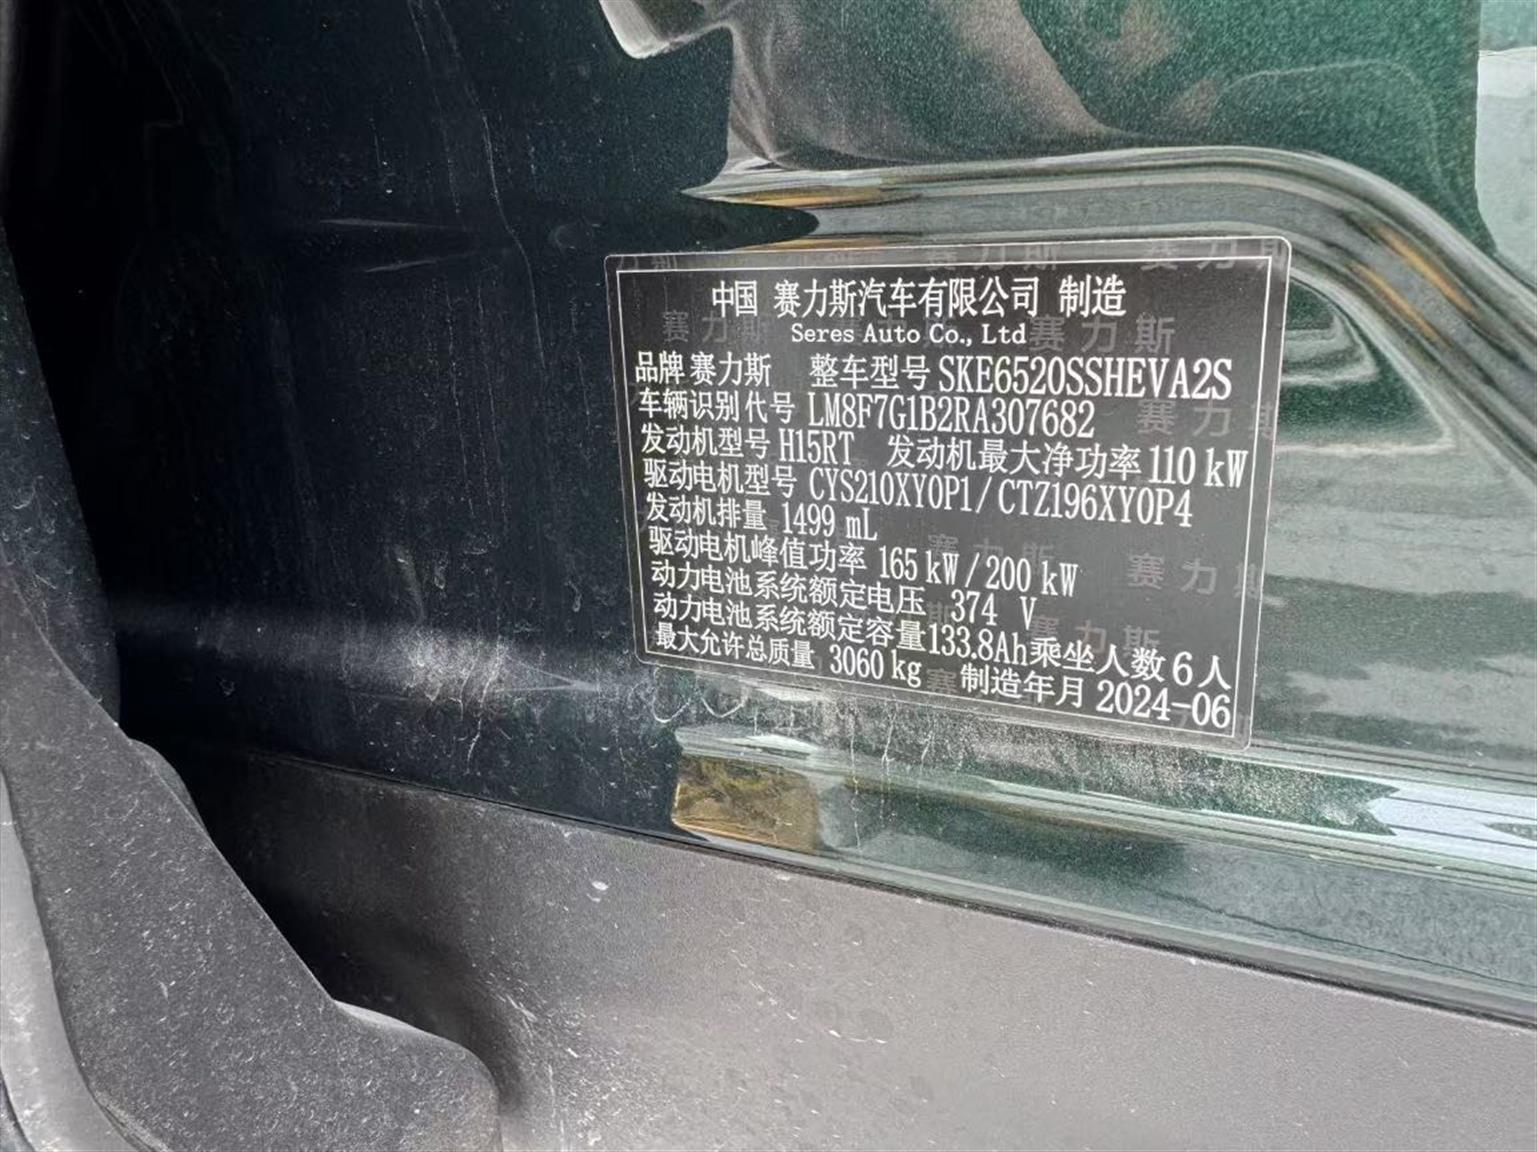 中国 赛力斯汽车有限公司 制造
Seres Auto Co., Ltd
品牌 赛力斯 整车型号 SKE6520SSHEVA2S
车辆识别代号 LM8F7G1B2RA307682
发动机型号 H15RT 发动机最大净功率 110 kW
驱动电机型号 CYS210XY0P1/CTZ196XY0P4
发动机排量 1499 mL
驱动电机峰值功率 165 kW/200 kW
动力电池系统额定电压 374 V
动力电池系统额定容量133.8Ah乘坐人数6人
最大允许总质量 3060 kg 制造年月 2024-06